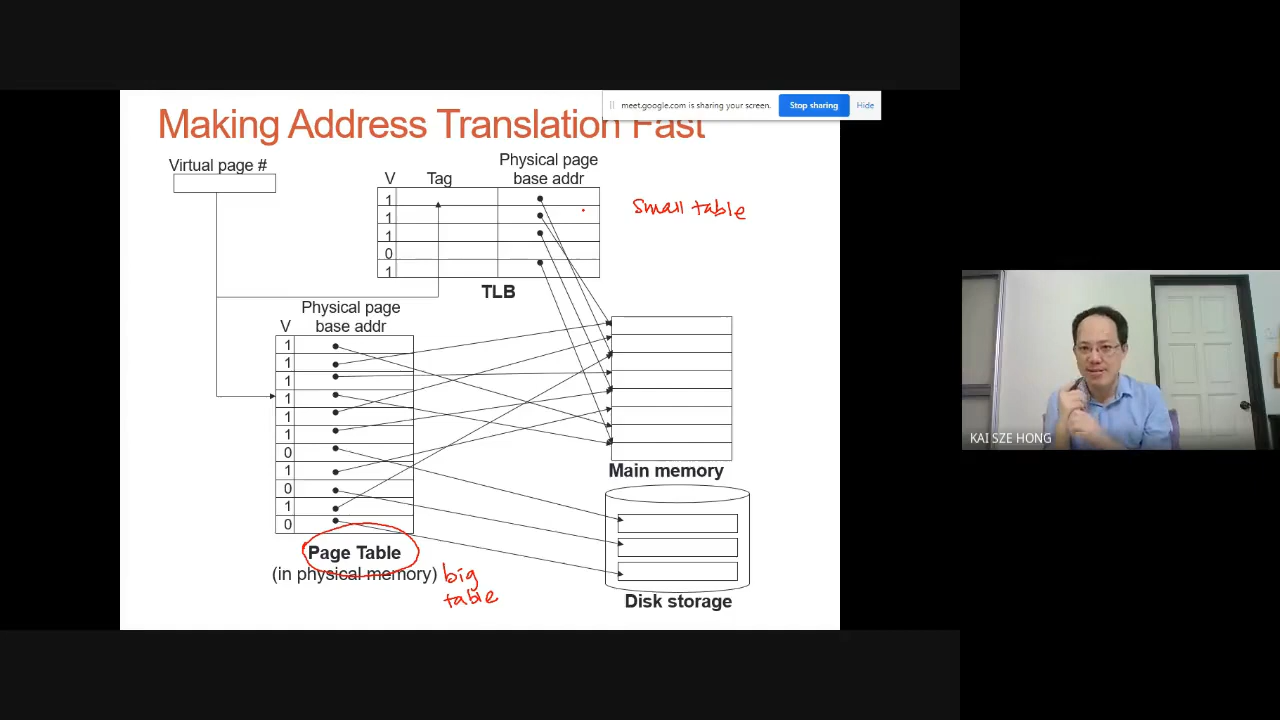 meet.google.com is sharing your screen.
Stop sharing
Hide
Making Address Translation Fast
Virtual page #
Physical page
base addr
V
Tag
1
1
1
0
1
small table
TLB
Physical page
base addr
V
1
1
1
1
1
1
0
1
0
1
0
Main memory
KAI SZE HONG
Page Table
(in physical memory)
big
table
Disk storage